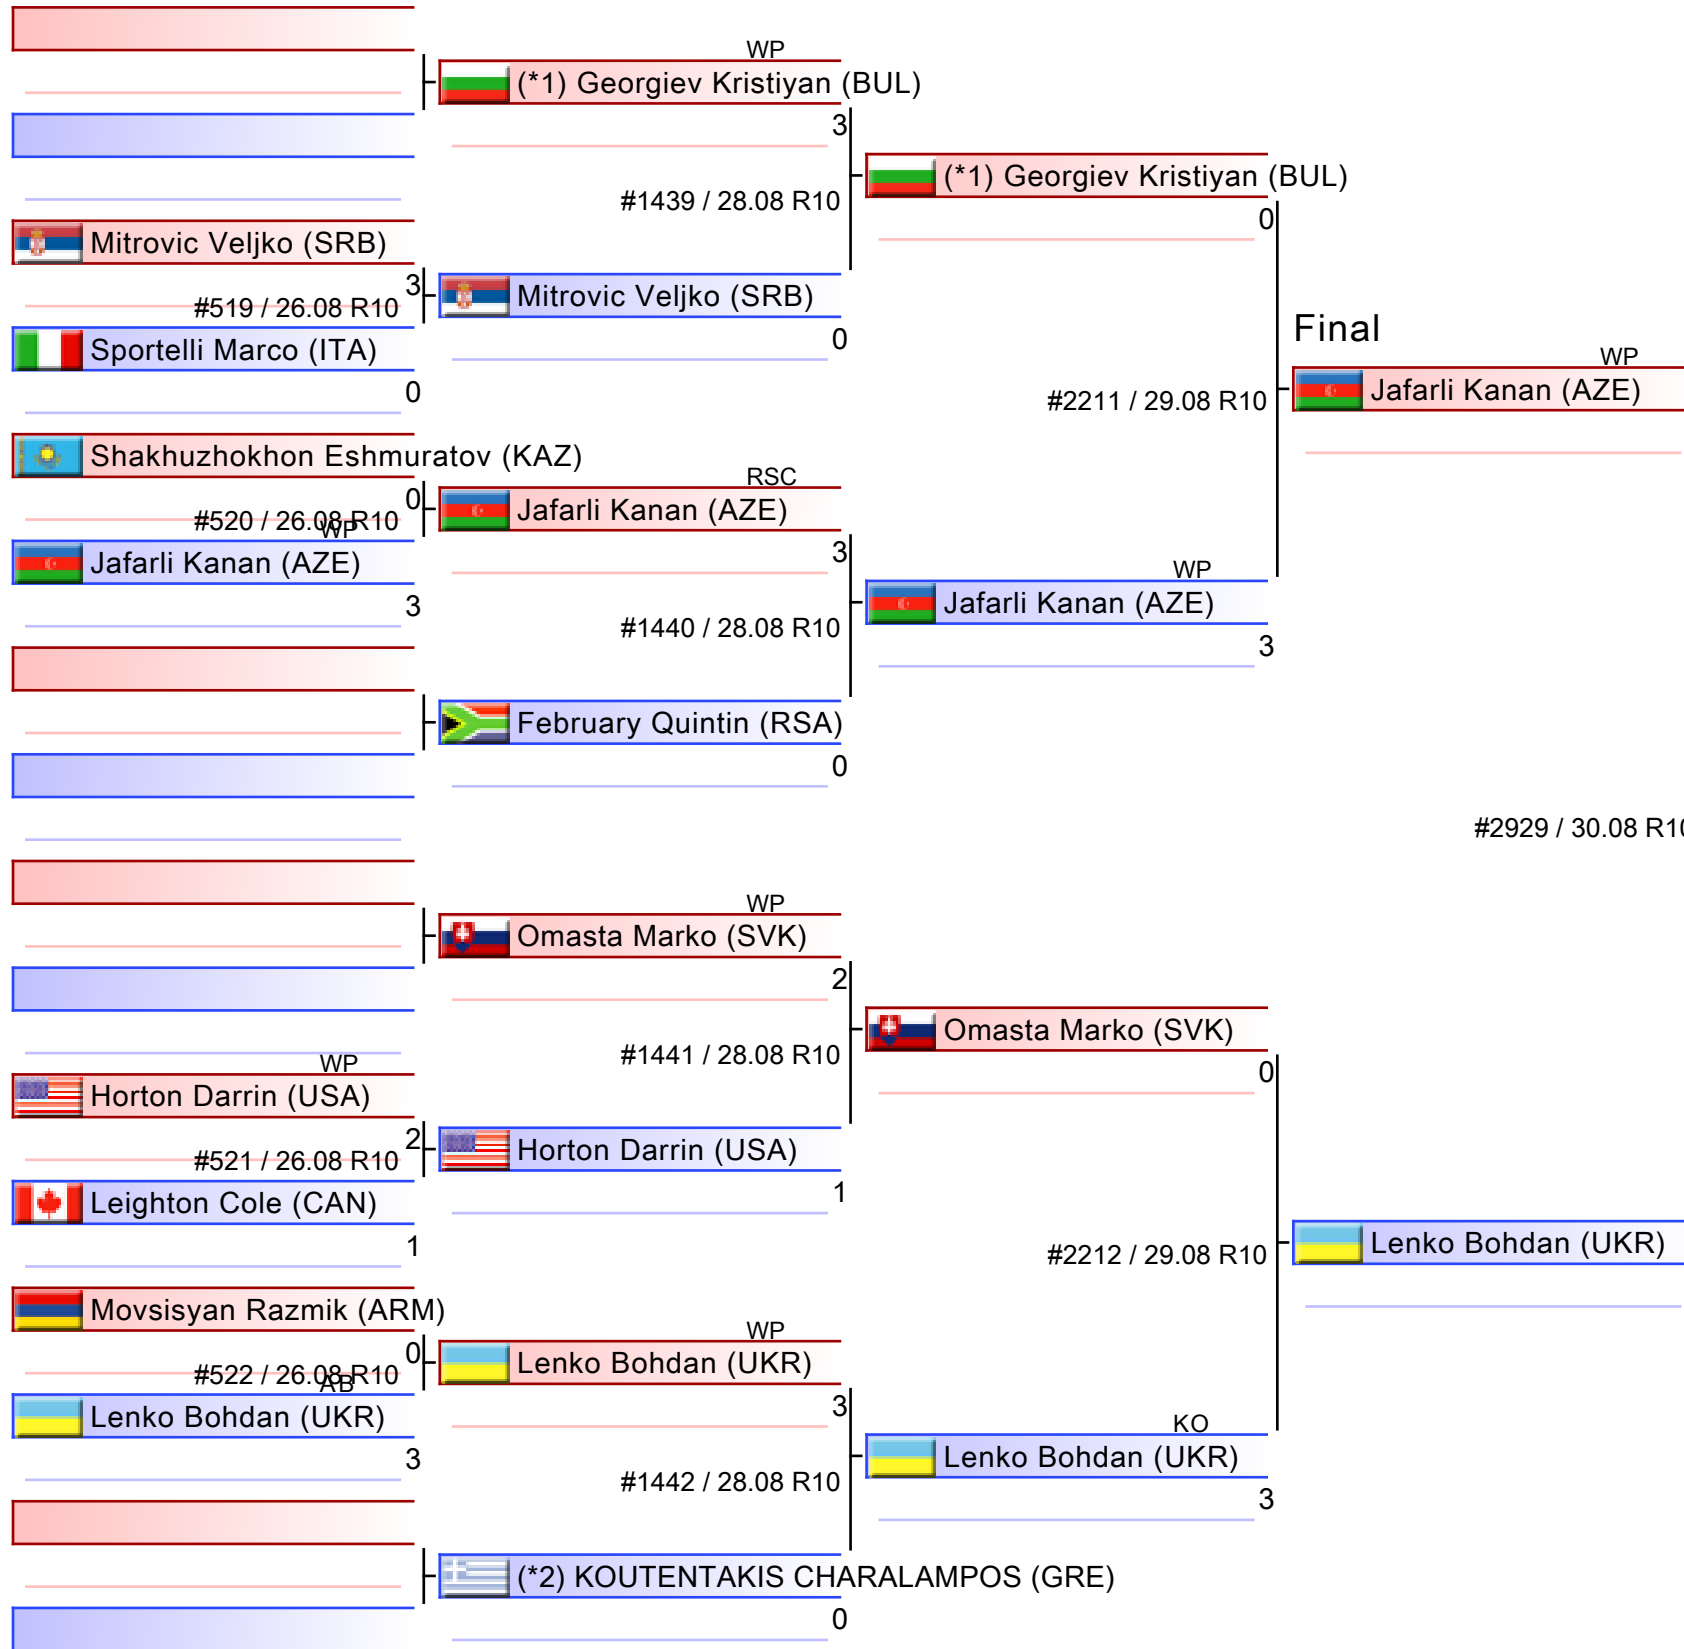 WP
(*1) Georgiev Kristiyan (BUL)
3
(*1) Georgiev Kristiyan (BUL)
#1439 / 28.08 R10
0
Mitrovic Veljko (SRB)
3
#519 / 26.08 R10
Mitrovic Veljko (SRB)
0
Sportelli Marco (ITA)
0
Final
WP
Jafarli Kanan (AZE)
#2211 / 29.08 R10
Shakhuzhokhon Eshmuratov (KAZ)
0
#520 / 26.08 R10
WP
RSC
Jafarli Kanan (AZE)
3
Jafarli Kanan (AZE)
3
WP
Jafarli Kanan (AZE)
3
#1440 / 28.08 R10
February Quintin (RSA)
0
#2929 / 30.08 R10
WP
Omasta Marko (SVK)
2
Omasta Marko (SVK)
0
#1441 / 28.08 R10
WP
Horton Darrin (USA)
2
#521 / 26.08 R10
Horton Darrin (USA)
1
Leighton Cole (CAN)
1
Lenko Bohdan (UKR)
#2212 / 29.08 R10
Movsisyan Razmik (ARM)
0
#522 / 26.08 R10
AB
WP
Lenko Bohdan (UKR)
3
Lenko Bohdan (UKR)
3
KO
Lenko Bohdan (UKR)
3
#1442 / 28.08 R10
(*2) KOUTENTAKIS CHARALAMPOS (GRE)
0